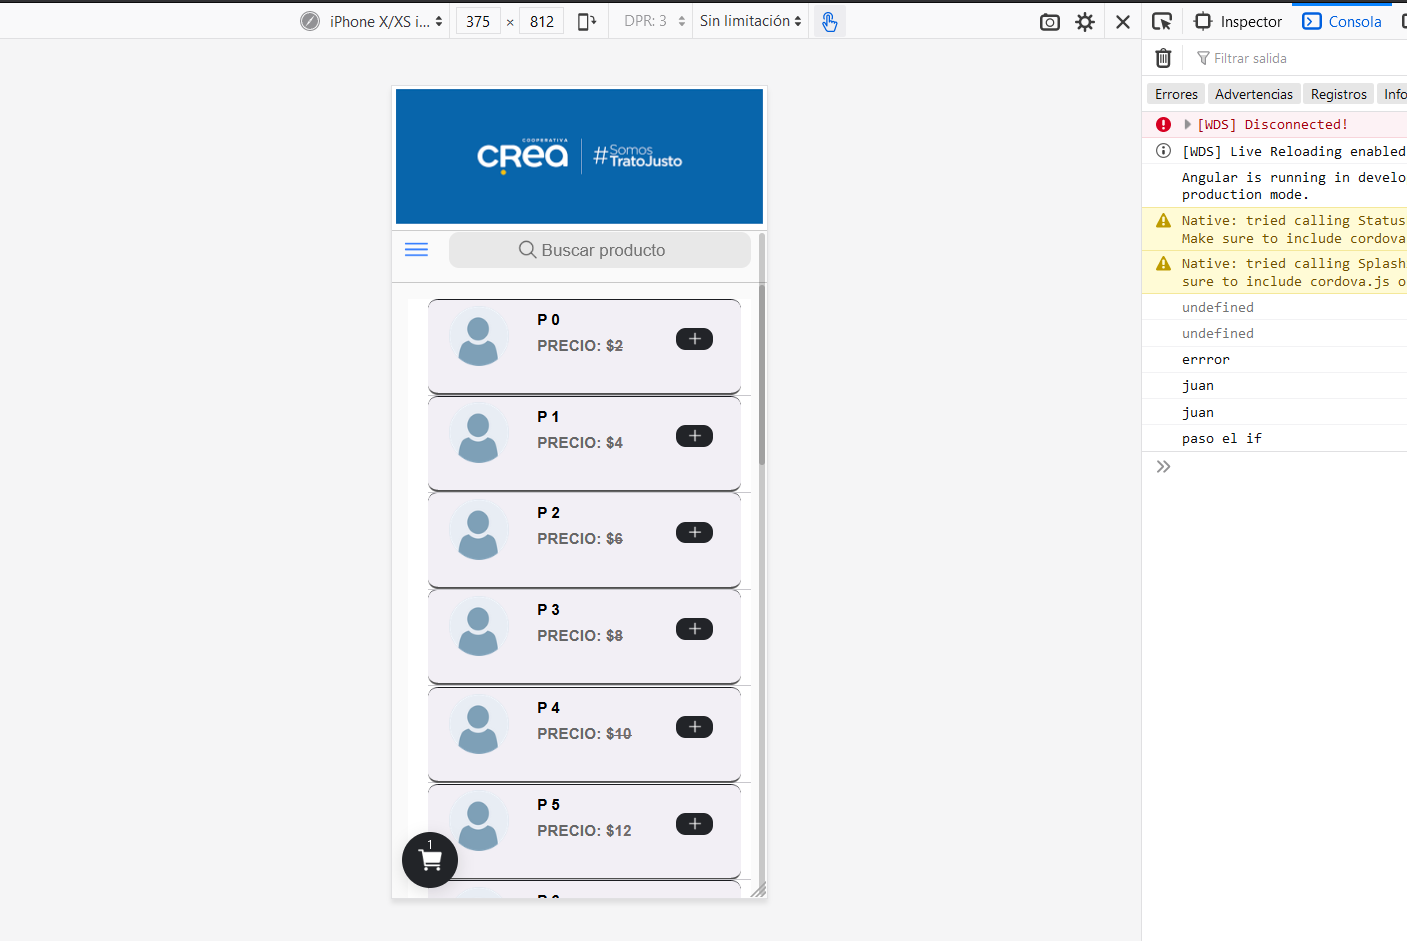 iPhone X/XS i...
375 × 812
DPR: 3
Sin limitación
Inspector
Consola
Filtrar salida
Errores
Advertencias
Registros
Info
[WDS] Disconnected!
[WDS] Live Reloading enabled
Angular is running in develo
production mode.
Native: tried calling Status
Make sure to include cordova
Native: tried calling Splash
sure to include cordova.js o
undefined
undefined
errror
juan
juan
paso el if
COOPERATIVA
crea
#Somos
TratoJusto
Buscar producto
P 0
PRECIO: $2
P 1
PRECIO: $4
P 2
PRECIO: $6
P 3
PRECIO: $8
P 4
PRECIO: $10
P 5
PRECIO: $12
1